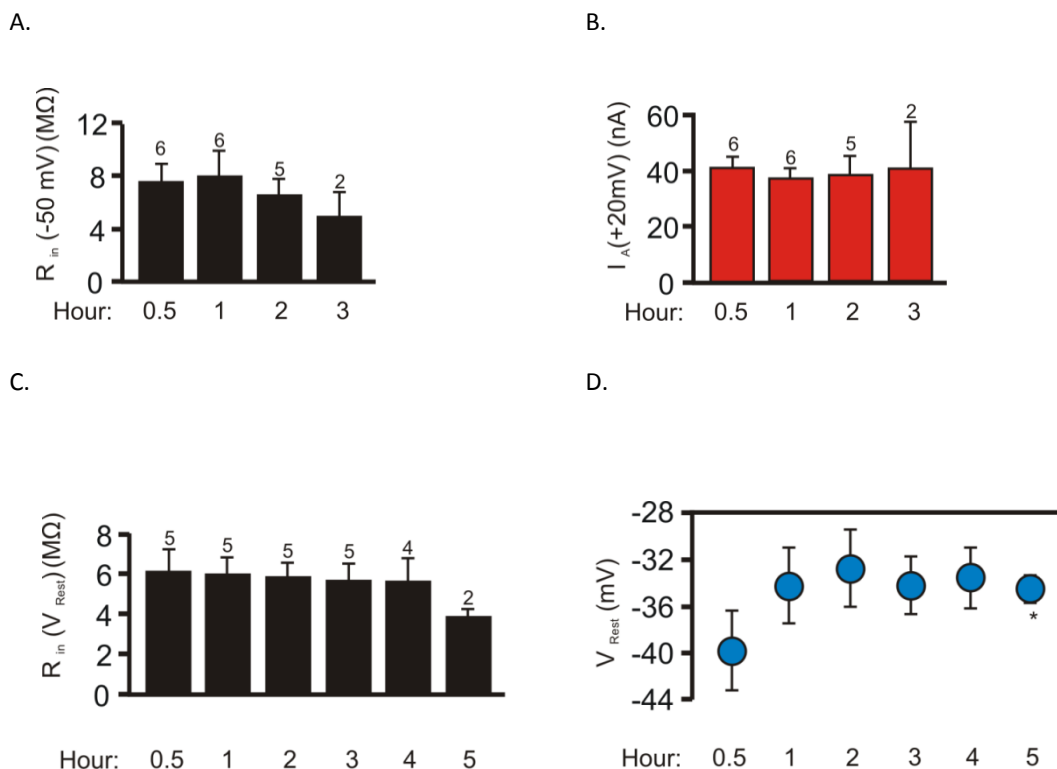 A.
R in (-50 mV) (MΩ)
12
8
4
0
6
6
5
2
Hour: 0.5 1 2 3
B.
I A (+20mV) (nA)
60
40
20
0
6
6
5
2
Hour: 0.5 1 2 3
C.
R in (V Rest) (MΩ)
8
6
4
2
0
5
5
5
5
4
2
Hour: 0.5 1 2 3 4 5
D.
V Rest (mV)
-28
-32
-36
-40
-44
*
Hour: 0.5 1 2 3 4 5